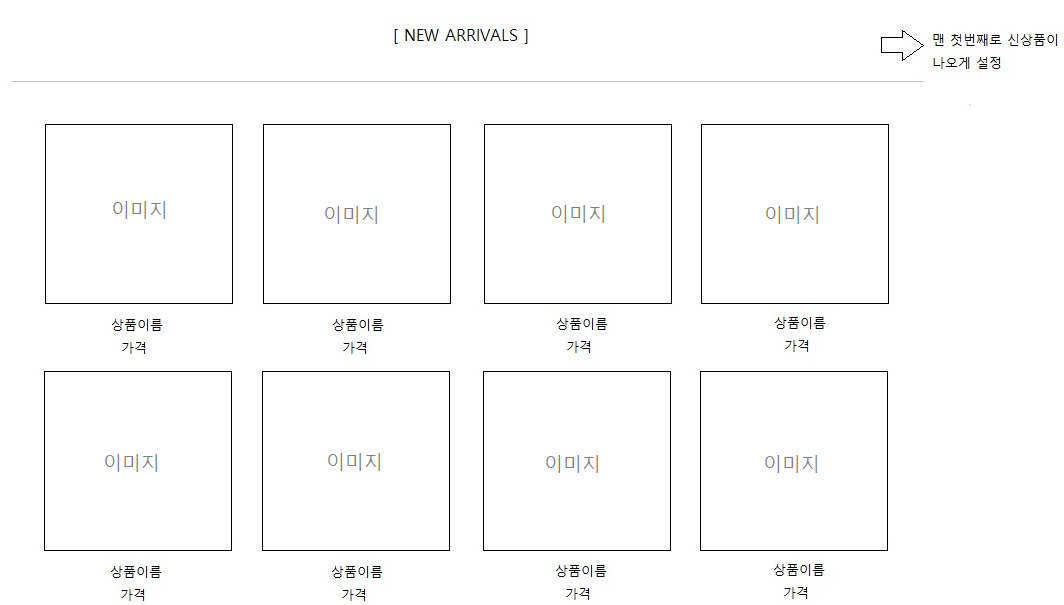 [ NEW ARRIVALS ]
맨 첫번째로 신상품이
나오게 설정
이미지
이미지
이미지
이미지
상품이름
가격
상품이름
가격
상품이름
가격
상품이름
가격
이미지
이미지
이미지
이미지
상품이름
가격
상품이름
가격
상품이름
가격
상품이름
가격